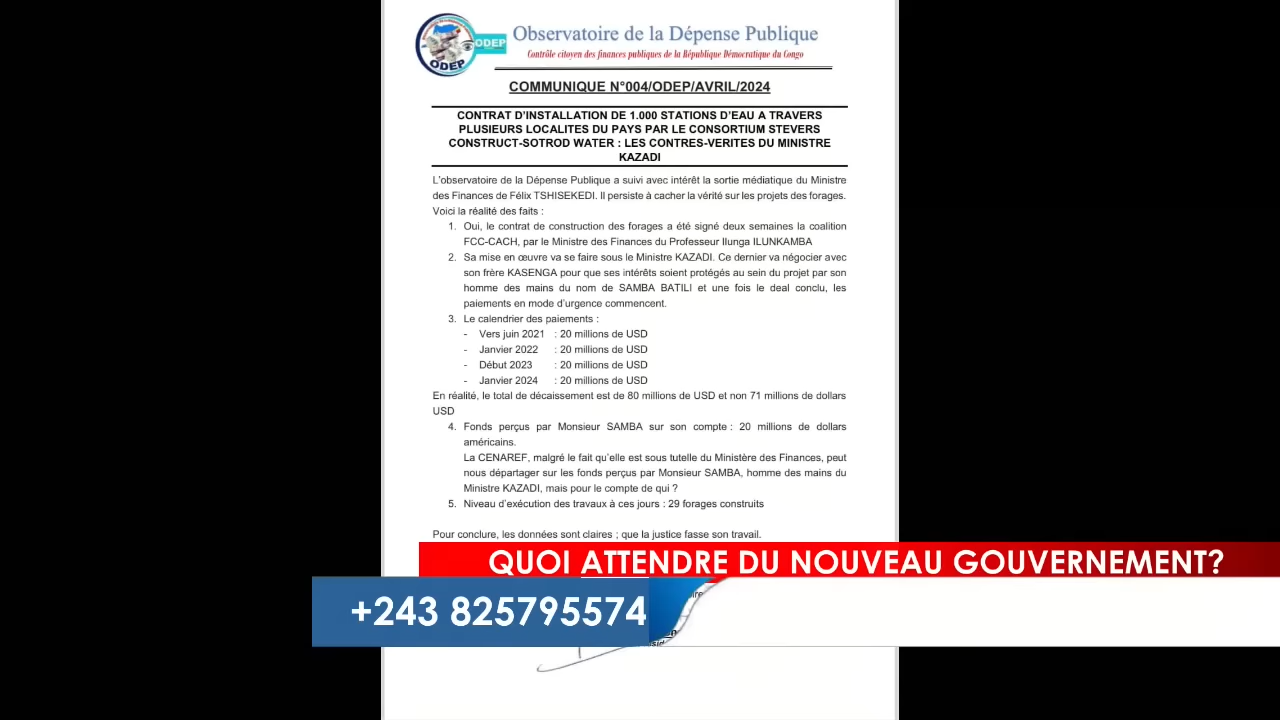 ODEP
ODEP
Observatoire de la Dépense Publique
Contrôle citoyen des finances publiques de la République Démocratique du Congo
COMMUNIQUE N°004/ODEP/AVRIL/2024
CONTRAT D'INSTALLATION DE 1.000 STATIONS D'EAU A TRAVERS
PLUSIEURS LOCALITES DU PAYS PAR LE CONSORTIUM STEVERS
CONSTRUCT-SOTROD WATER : LES CONTRES-VERITES DU MINISTRE
KAZADI
L'observatoire de la Dépense Publique a suivi avec intérêt la sortie médiatique du Ministre
des Finances de Félix TSHISEKEDI. Il persiste à cacher la vérité sur les projets des forages.
Voici la réalité des faits :
1. Oui, le contrat de construction des forages a été signé deux semaines la coalition
FCC-CACH, par le Ministre des Finances du Professeur Ilunga ILUNKAMBA
2. Sa mise en œuvre va se faire sous le Ministre KAZADI. Ce dernier va négocier avec
son frère KASENGA pour que ses intérêts soient protégés au sein du projet par son
homme des mains du nom de SAMBA BATILI et une fois le deal conclu, les
paiements en mode d'urgence commencent.
3. Le calendrier des paiements :
- Vers juin 2021 : 20 millions de USD
- Janvier 2022 : 20 millions de USD
- Début 2023 : 20 millions de USD
- Janvier 2024 : 20 millions de USD
En réalité, le total de décaissement est de 80 millions de USD et non 71 millions de dollars
USD
4. Fonds perçus par Monsieur SAMBA sur son compte : 20 millions de dollars
américains.
La CENAREF, malgré le fait qu'elle est sous tutelle du Ministère des Finances, peut
nous départager sur les fonds perçus par Monsieur SAMBA, homme des mains du
Ministre KAZADI, mais pour le compte de qui ?
5. Niveau d'exécution des travaux à ces jours : 29 forages construits
Pour conclure, les données sont claires ; que la justice fasse son travail.
QUOI ATTENDRE DU NOUVEAU GOUVERNEMENT?
+243 825795574